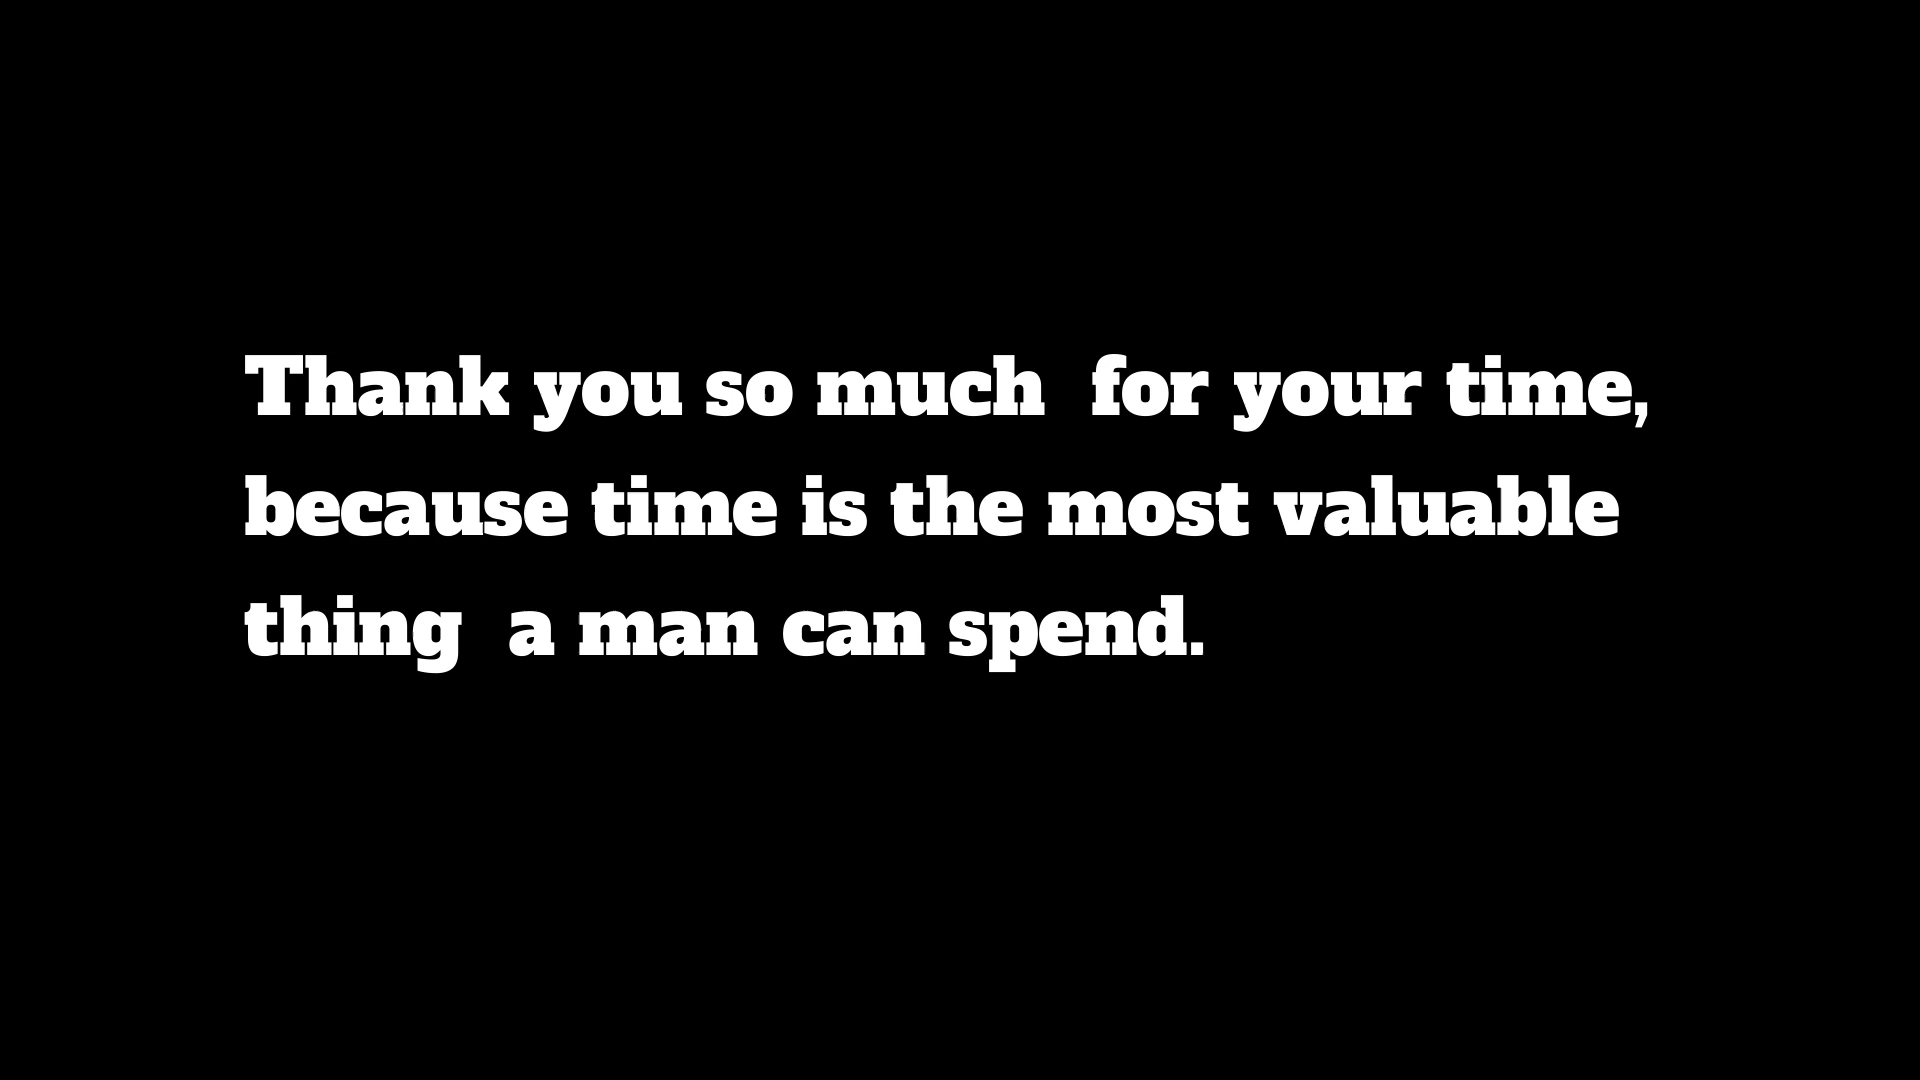 Thank you so much  for your time,
because time is the most valuable
thing  a man can spend.